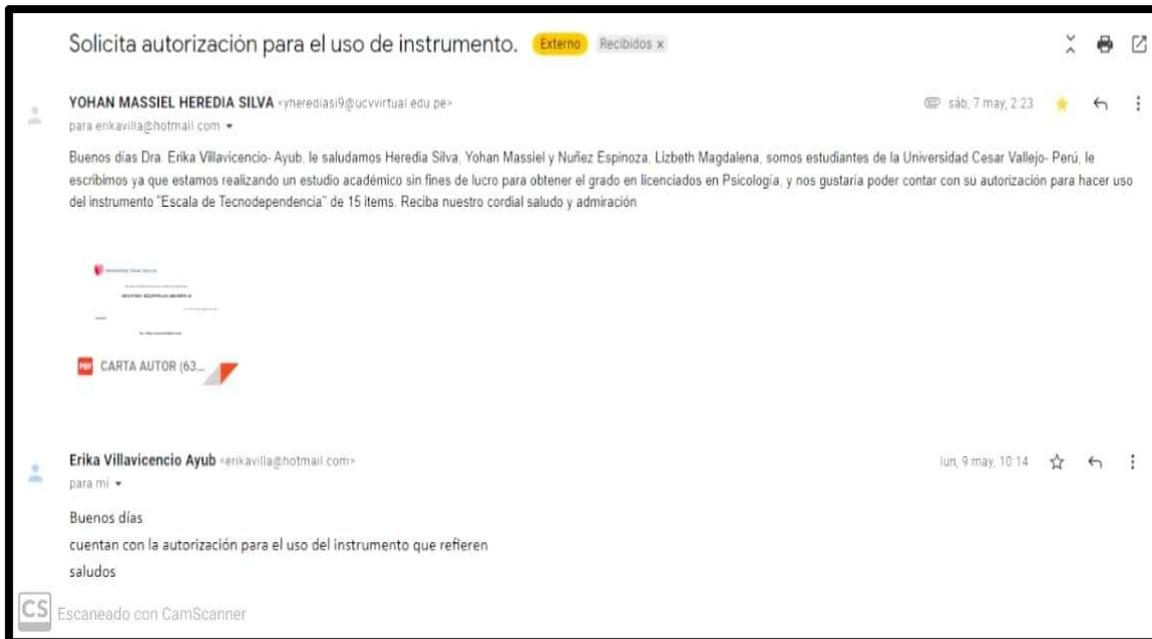 Solicita autorización para el uso de instrumento. Externo Recibidos x
YOHAN MASSIEL HEREDIA SILVA <yherediasi9@ucvvirtual.edu.pe> sáb, 7 may, 2:23
para erikavilla@hotmail.com
Buenos días Dra. Erika Villavicencio- Ayub, le saludamos Heredia Silva, Yohan Massiel y Nuñez Espinoza, Lizbeth Magdalena, somos estudiantes de la Universidad Cesar Vallejo- Perú, le
escribimos ya que estamos realizando un estudio académico sin fines de lucro para obtener el grado en licenciados en Psicología, y nos gustaría poder contar con su autorización para hacer uso
del instrumento "Escala de Tecnodependencia" de 15 items. Reciba nuestro cordial saludo y admiración
PDF CARTA AUTOR (63...
Erika Villavicencio Ayub <erikavilla@hotmail.com> lun, 9 may, 10:14
para mí
Buenos días
cuentan con la autorización para el uso del instrumento que refieren
saludos
CS Escaneado con CamScanner